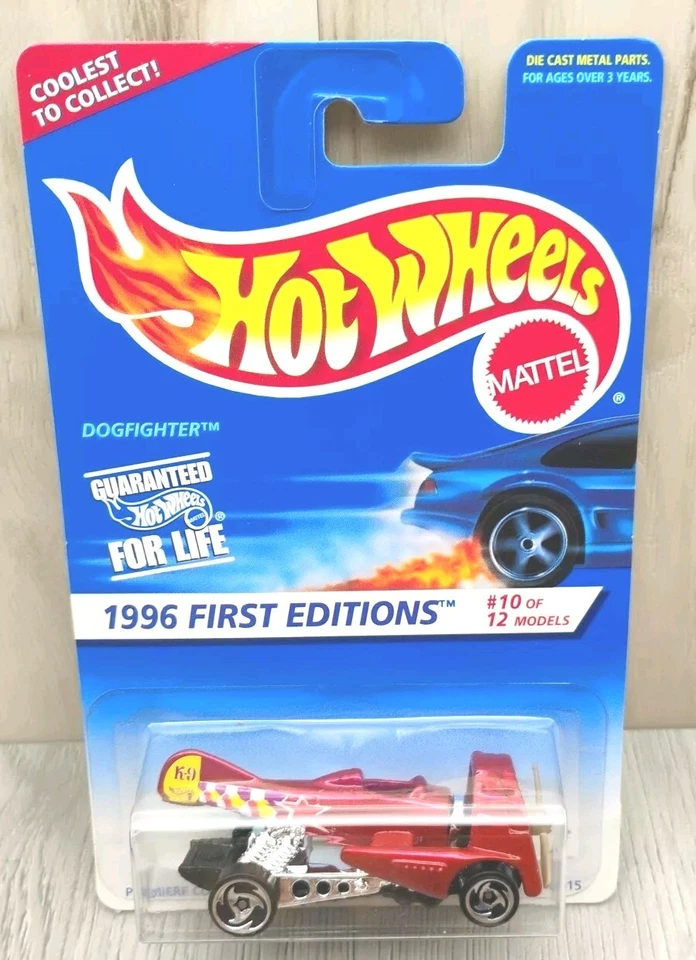 COOLEST
TO COLLECT!
DIE CAST METAL PARTS.
FOR AGES OVER 3 YEARS.
HOT WHEELS
MATTEL
®
DOGFIGHTER™
GUARANTEED
HOT WHEELS ®
MATTEL
FOR LIFE
1996 FIRST EDITIONS™
#10 OF
12 MODELS
K-9
15